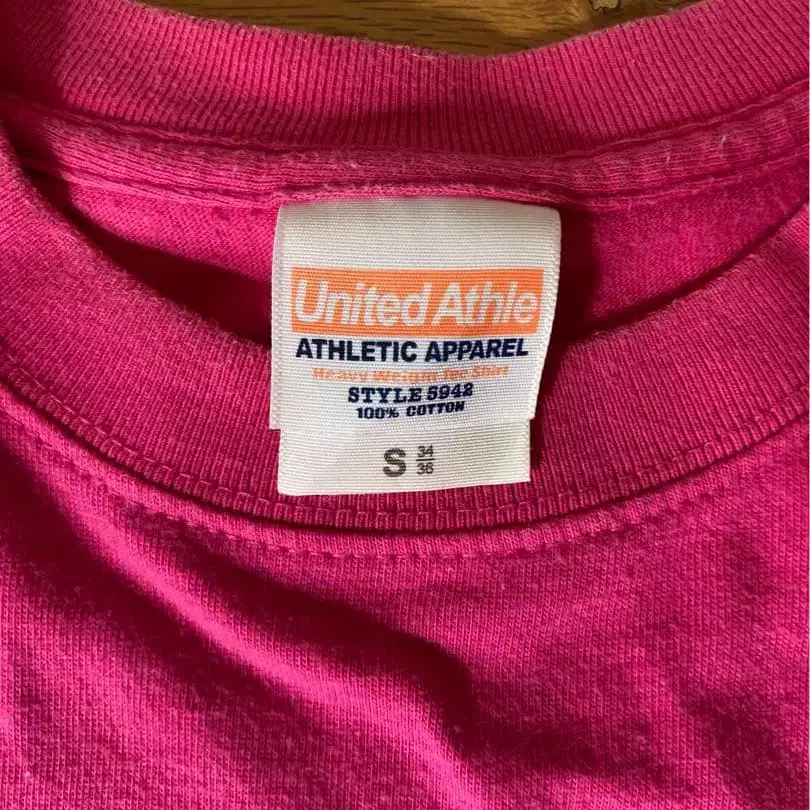 United Athle
ATHLETIC APPAREL
Heavy Weight Tee Shirt
STYLE 5942
100% COTTON
S 34
36